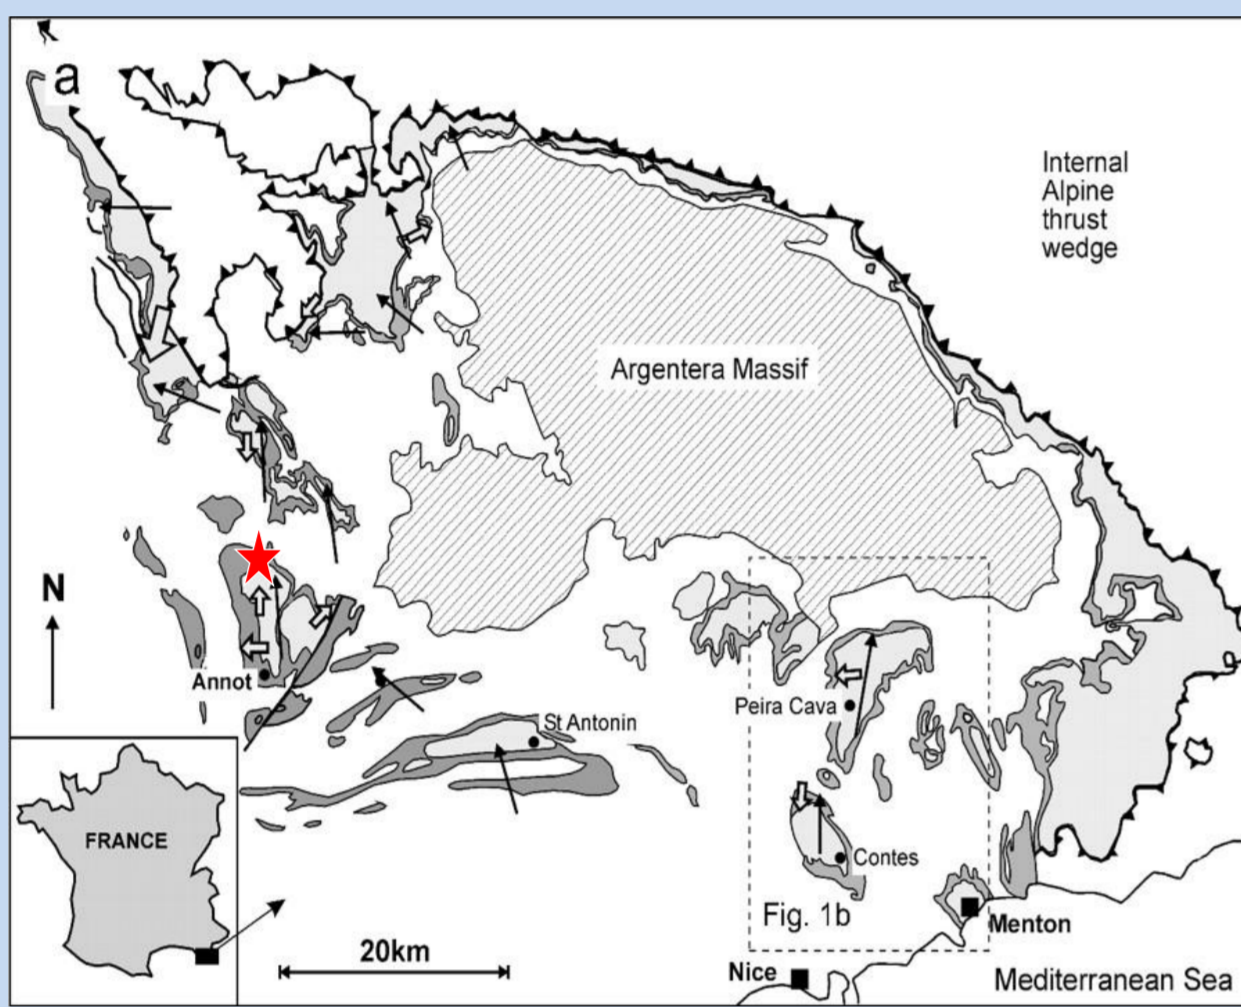 a
Internal
Alpine
thrust
wedge
Argentera Massif
N
Annot
St Antonin
Peira Cava
Contes
Fig. 1b
Menton
Nice
Mediterranean Sea
20km
FRANCE